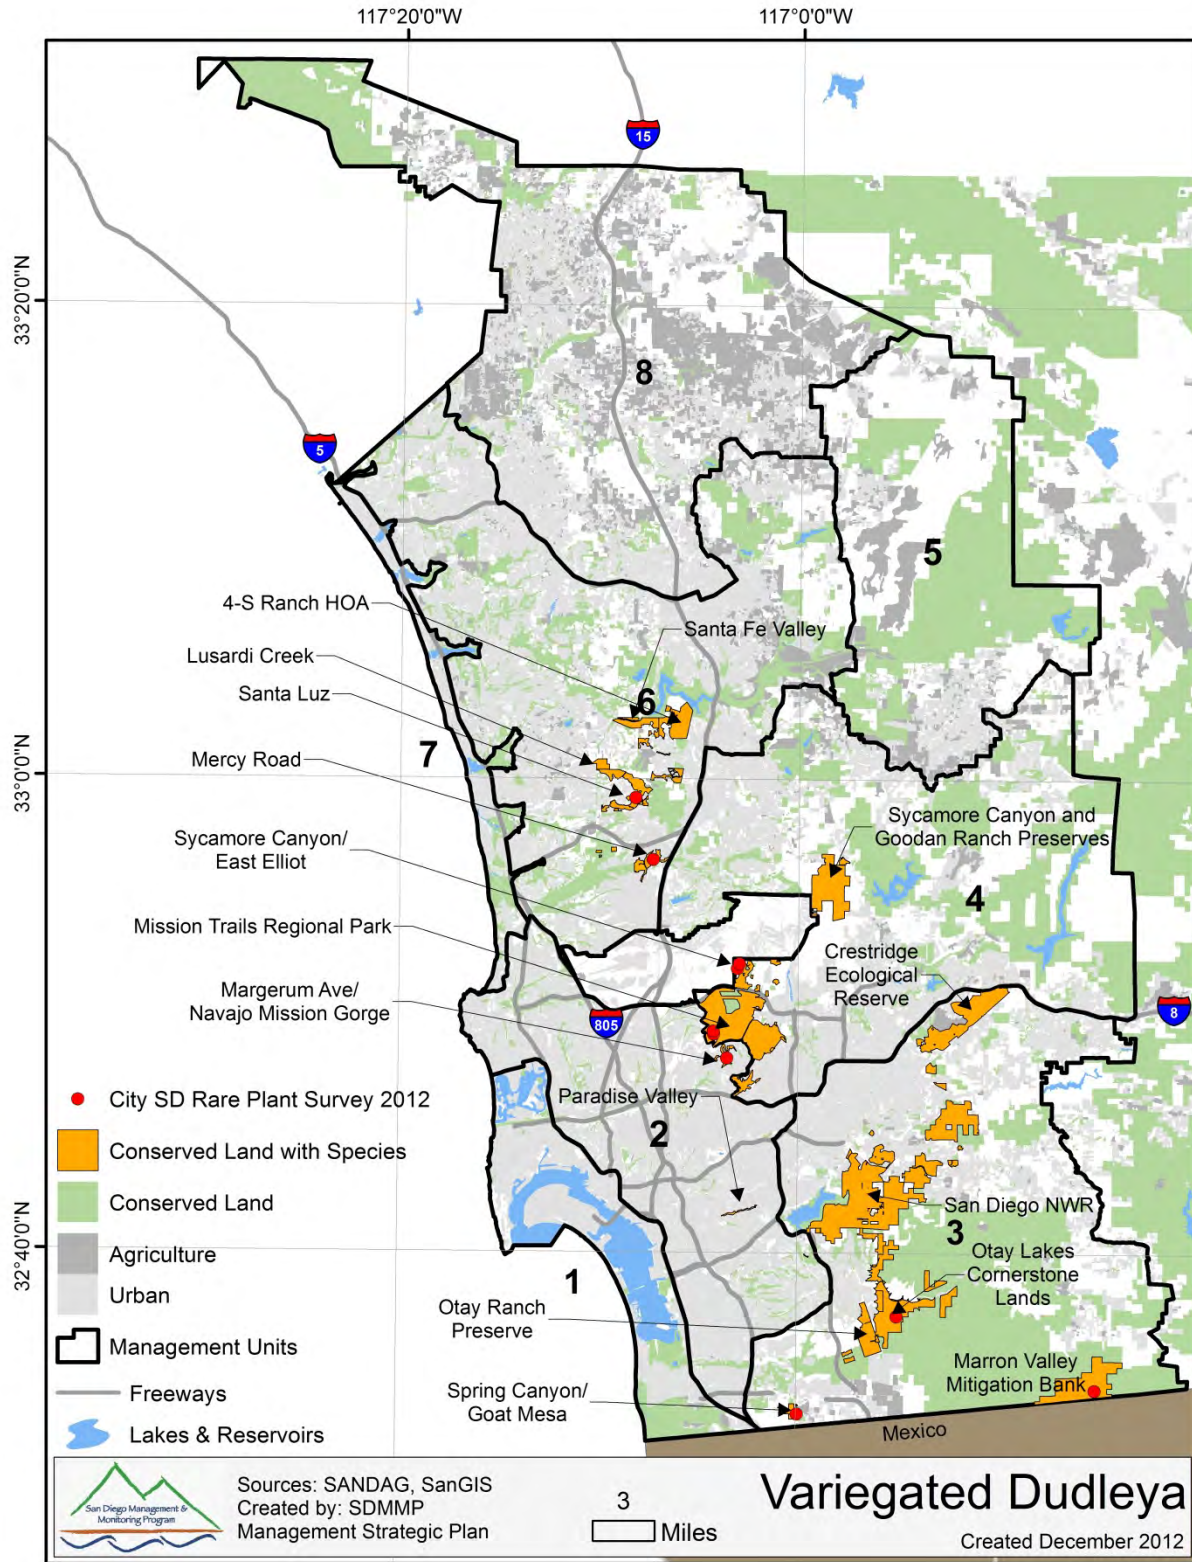 117°20'0"W
117°0'0"W
15
33°20'0"N
8
5
5
4-S Ranch HOA
Santa Fe Valley
Lusardi Creek
Santa Luz
6
7
Mercy Road
33°0'0"N
Sycamore Canyon/
East Elliot
Sycamore Canyon and
Goodan Ranch Preserves
4
Mission Trails Regional Park
Crestridge
Ecological
Reserve
Margerum Ave/
Navajo Mission Gorge
805
8
City SD Rare Plant Survey 2012
Paradise Valley
2
Conserved Land with Species
Conserved Land
San Diego NWR
3
32°40'0"N
Agriculture
Otay Lakes
Cornerstone
Lands
Urban
1
Otay Ranch
Preserve
Management Units
Marron Valley
Mitigation Bank
Freeways
Spring Canyon/
Goat Mesa
Lakes & Reservoirs
Mexico
San Diego Management &
Monitoring Program
Sources: SANDAG, SanGIS
Created by: SDMMP
Management Strategic Plan
3
Miles
Variegated Dudleya
Created December 2012